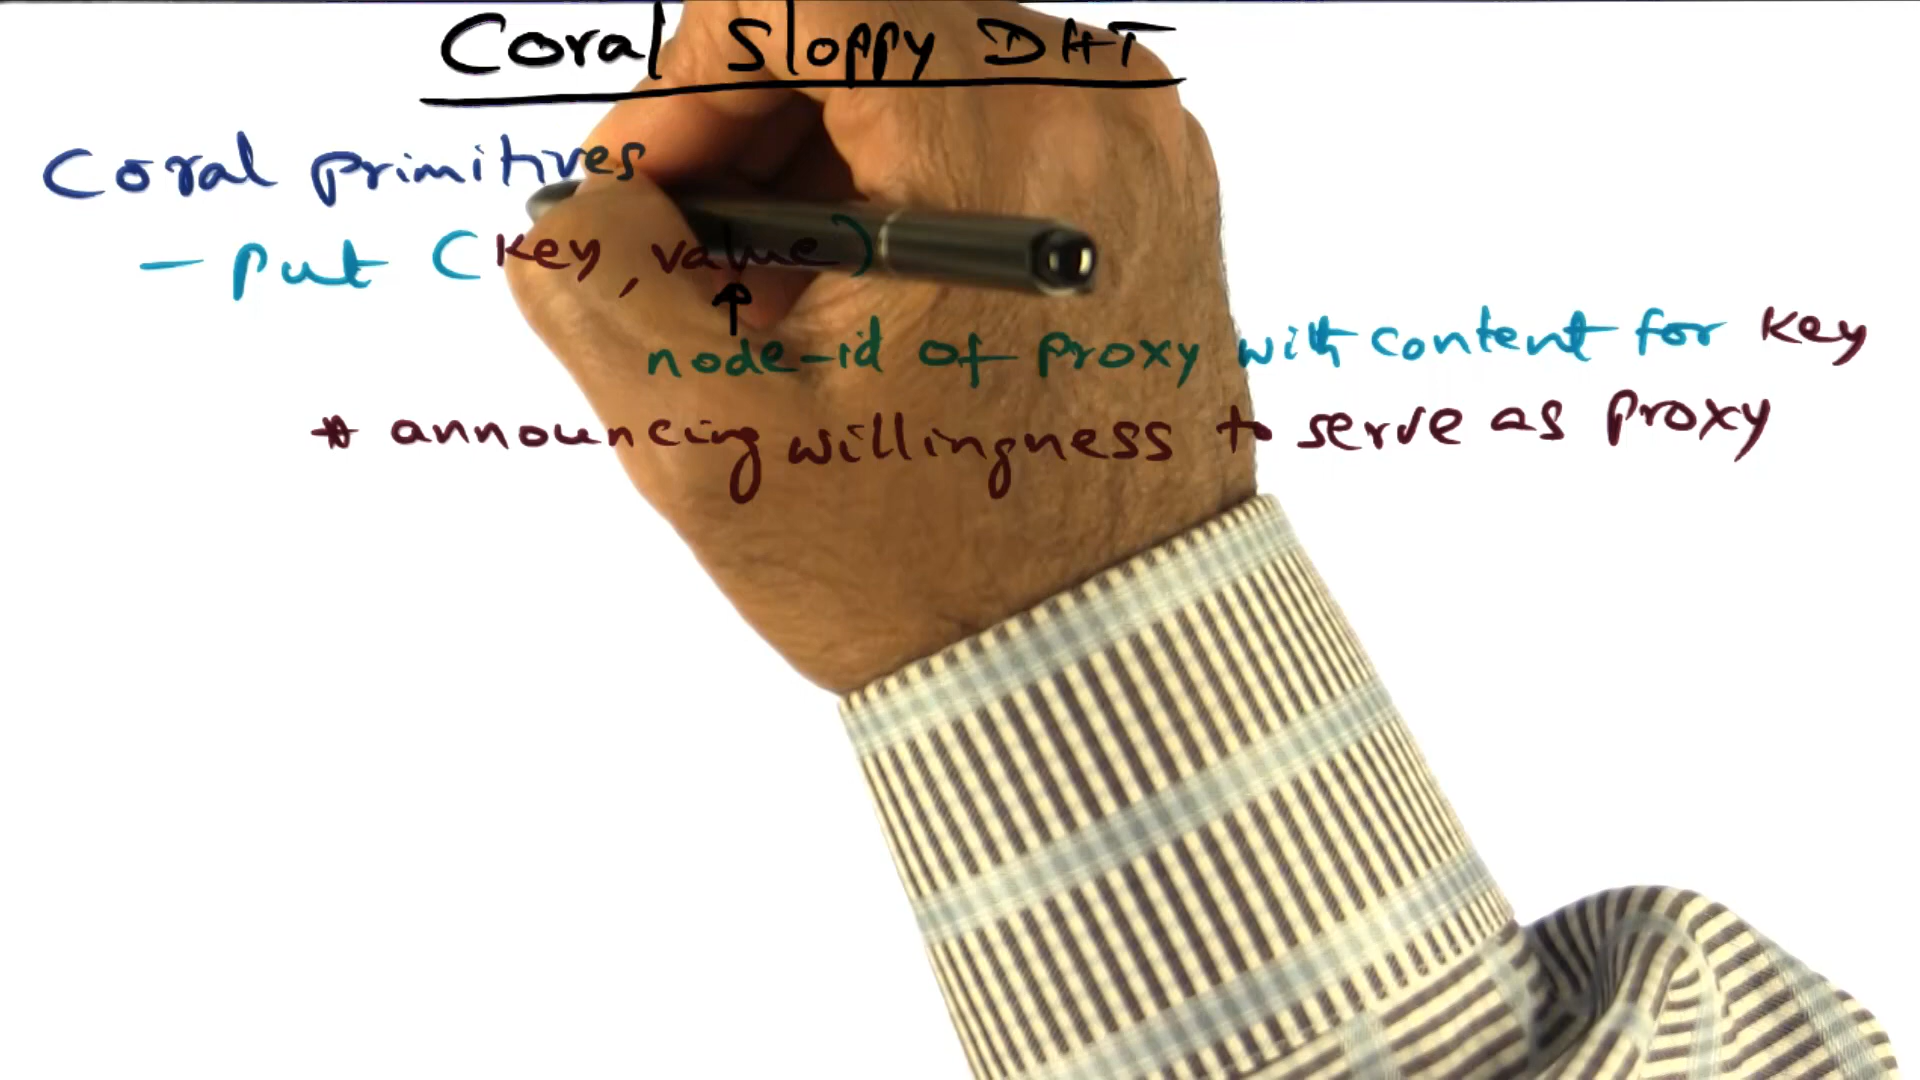 Coral Sloppy DHT
Coral primitives
- put (key, value)
↑
node-id of proxy with content for key
* announcing willingness to serve as proxy